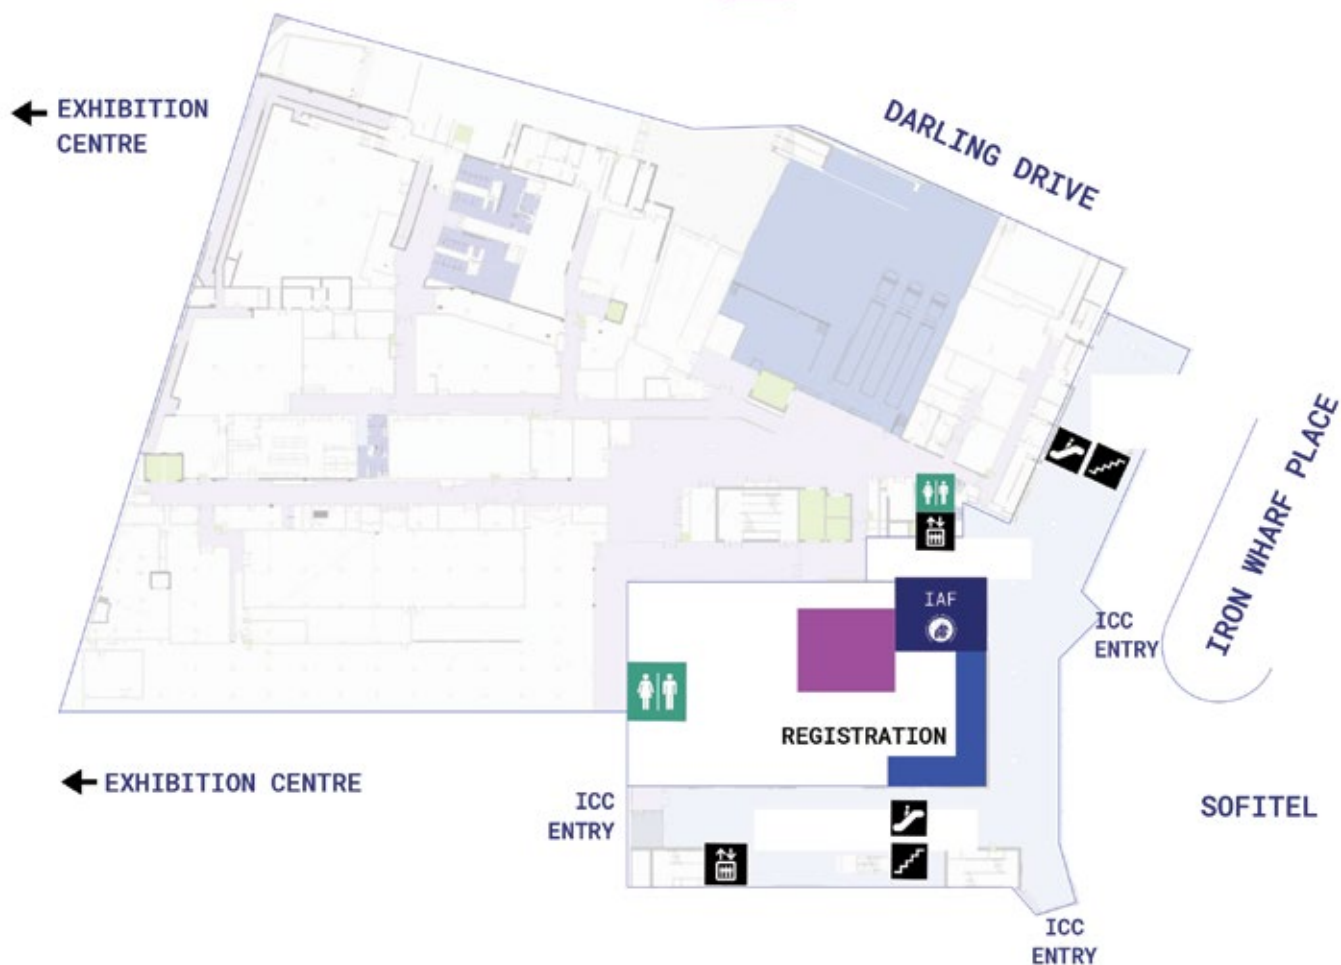 EXHIBITION
CENTRE
DARLING DRIVE
IRON WHARF PLACE
IAF
ICC
ENTRY
REGISTRATION
EXHIBITION CENTRE
ICC
ENTRY
SOFITEL
ICC
ENTRY